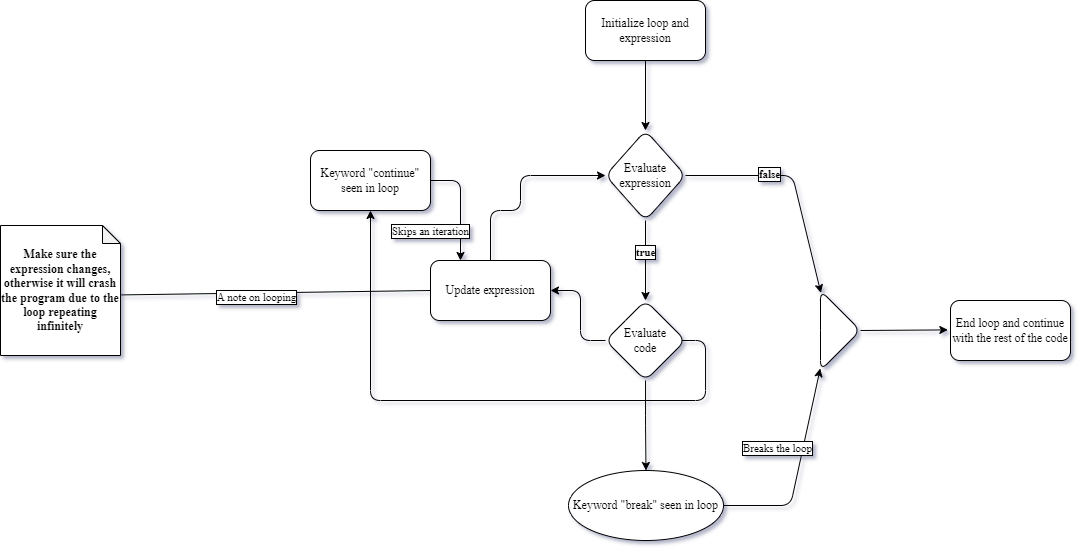 Initialize loop and
expression
Evaluate
expression
false
true
Keyword "continue"
seen in loop
Skips an iteration
Make sure the
expression changes,
otherwise it will crash
the program due to the
loop repeating
infinitely
A note on looping
Update expression
Evaluate
code
End loop and continue
with the rest of the code
Breaks the loop
Keyword "break" seen in loop